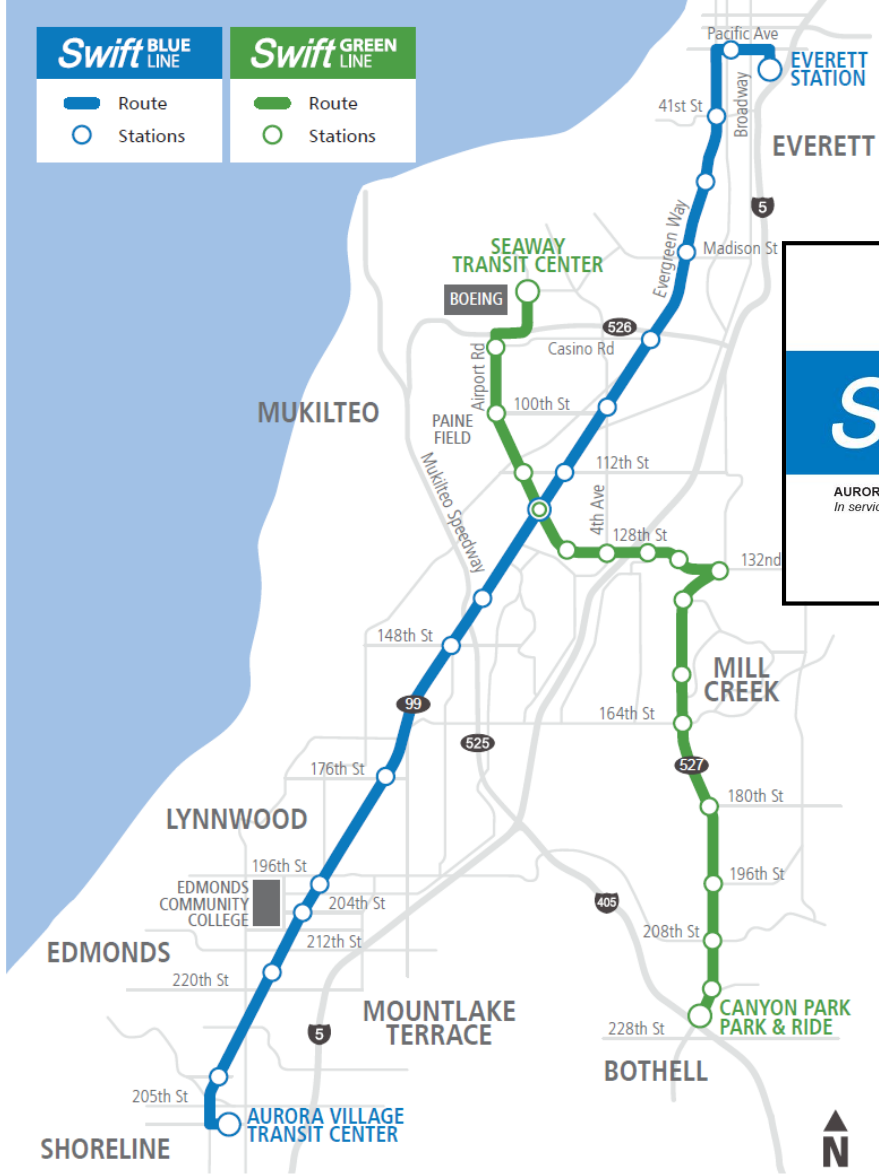 Swift BLUE LINE
Route
Stations
Swift GREEN LINE
Route
Stations
Pacific Ave
EVERETT
STATION
41st St
Broadway
EVERETT
5
Evergreen Way
Madison St
SEAWAY
TRANSIT CENTER
BOEING
526
Casino Rd
Airport Rd
MUKILTEO
100th St
PAINE
FIELD
112th St
Mukilteo Speedway
4th Ave
128th St
132nd
S
AUROR
In servic
148th St
MILL
CREEK
99
164th St
525
527
176th St
180th St
LYNNWOOD
196th St
196th St
EDMONDS
COMMUNITY
COLLEGE
204th St
405
212th St
208th St
EDMONDS
220th St
MOUNTLAKE
TERRACE
CANYON PARK
PARK & RIDE
5
228th St
BOTHELL
205th St
AURORA VILLAGE
TRANSIT CENTER
SHORELINE
N